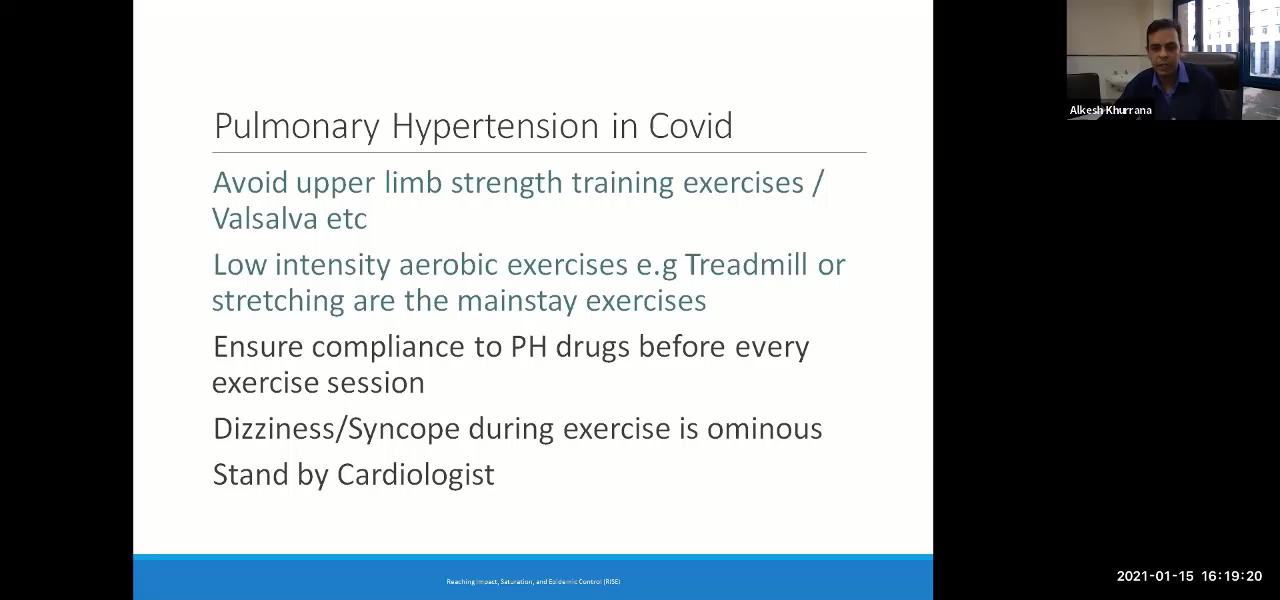 Pulmonary Hypertension in Covid
Avoid upper limb strength training exercises /
Valsalva etc
Low intensity aerobic exercises e.g Treadmill or
stretching are the mainstay exercises
Ensure compliance to PH drugs before every
exercise session
Dizziness/Syncope during exercise is ominous
Stand by Cardiologist
Reaching Impact, Saturation, and Epidemic Control (RISE)
Alkesh Khurrana
2021-01-15 16:19:20